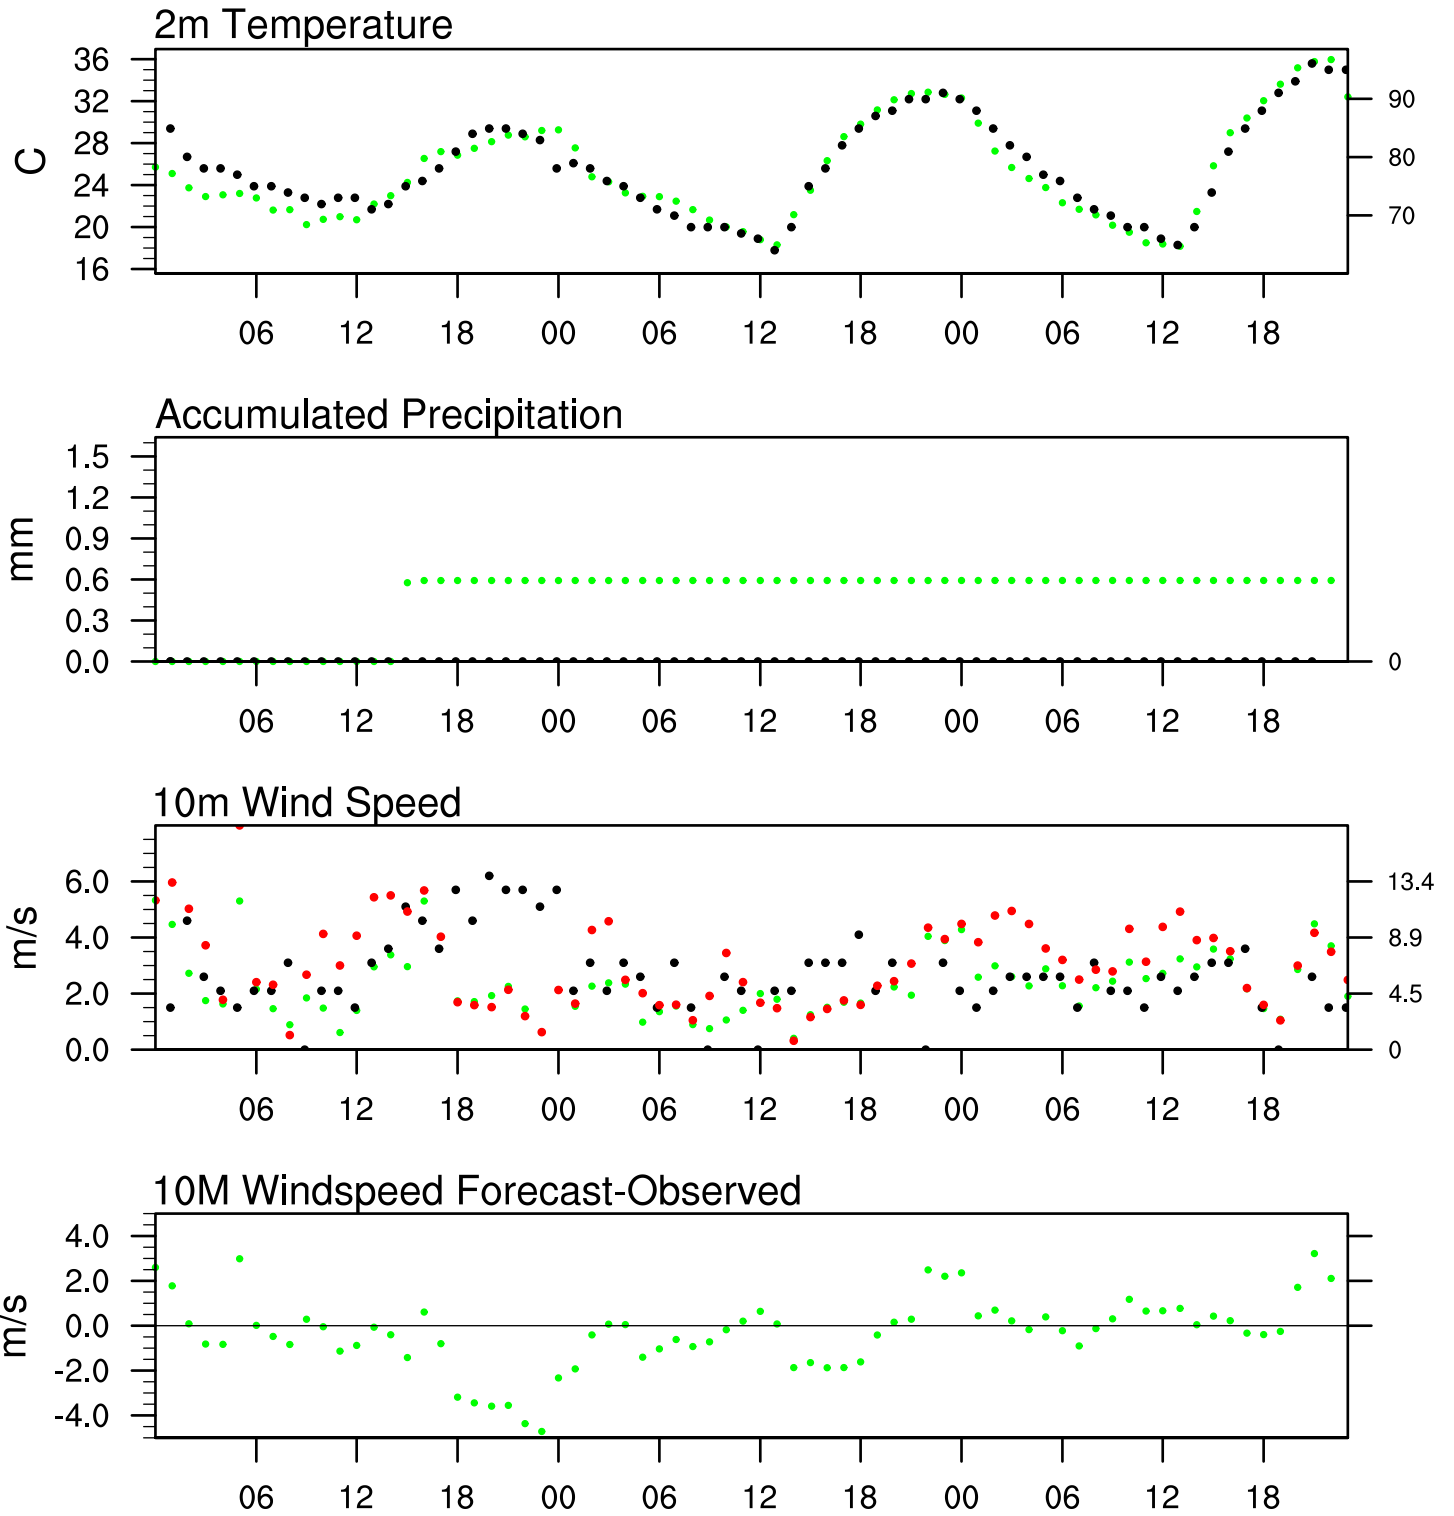 2m Temperature
36
32
28
24
20
16
C
90
80
70
06 12 18 00 06 12 18 00 06 12 18
Accumulated Precipitation
1.5
1.2
0.9
0.6
0.3
0.0
mm
0
06 12 18 00 06 12 18 00 06 12 18
10m Wind Speed
6.0
4.0
2.0
0.0
m/s
13.4
8.9
4.5
0
06 12 18 00 06 12 18 00 06 12 18
10M Windspeed Forecast-Observed
4.0
2.0
0.0
-2.0
-4.0
m/s
06 12 18 00 06 12 18 00 06 12 18